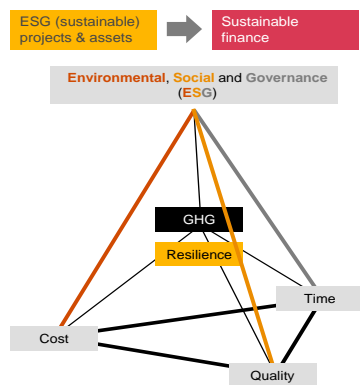 ESG (sustainable)
projects & assets
Sustainable
finance
Environmental, Social and Governance
(ESG)
GHG
Resilience
Time
Cost
Quality